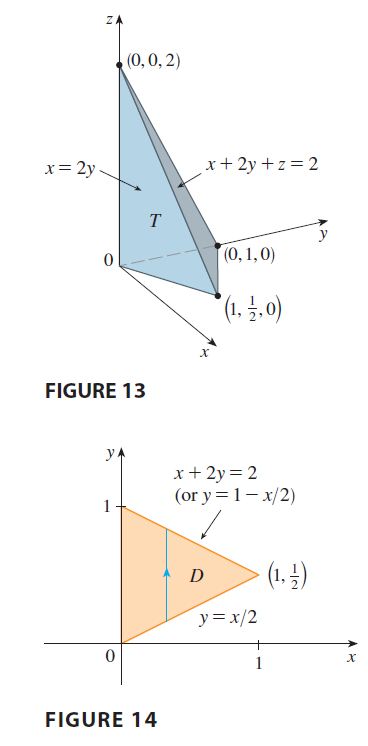 z
(0, 0, 2)
x = 2y
x + 2y + z = 2
T
y
0
(0, 1, 0)
(1, 1/2, 0)
x
FIGURE 13
y
x + 2y = 2
(or y = 1 − x/2)
1
D
(1, 1/2)
y = x/2
0
1
x
FIGURE 14